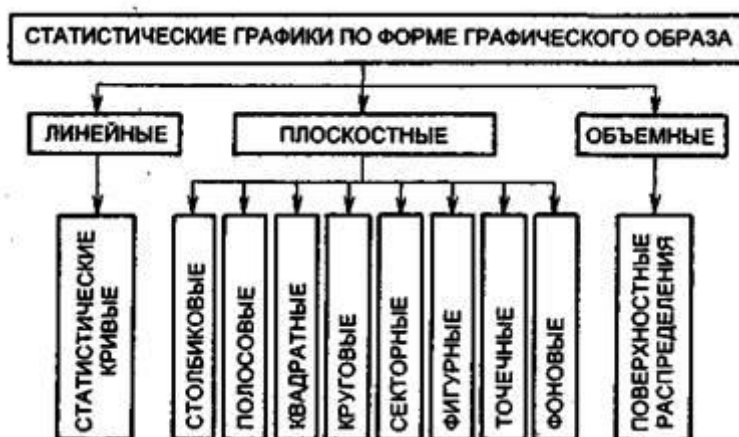 СТАТИСТИЧЕСКИЕ ГРАФИКИ ПО ФОРМЕ ГРАФИЧЕСКОГО ОБРАЗА
ЛИНЕЙНЫЕ
ПЛОСКОСТНЫЕ
ОБЪЕМНЫЕ
СТАТИСТИЧЕСКИЕ
КРИВЫЕ
СТОЛБИКОВЫЕ
ПОЛОСОВЫЕ
КВАДРАТНЫЕ
КРУГОВЫЕ
СЕКТОРНЫЕ
ФИГУРНЫЕ
ТОЧЕЧНЫЕ
ФОНОВЫЕ
ПОВЕРХНОСТНЫЕ
РАСПРЕДЕЛЕНИЯ